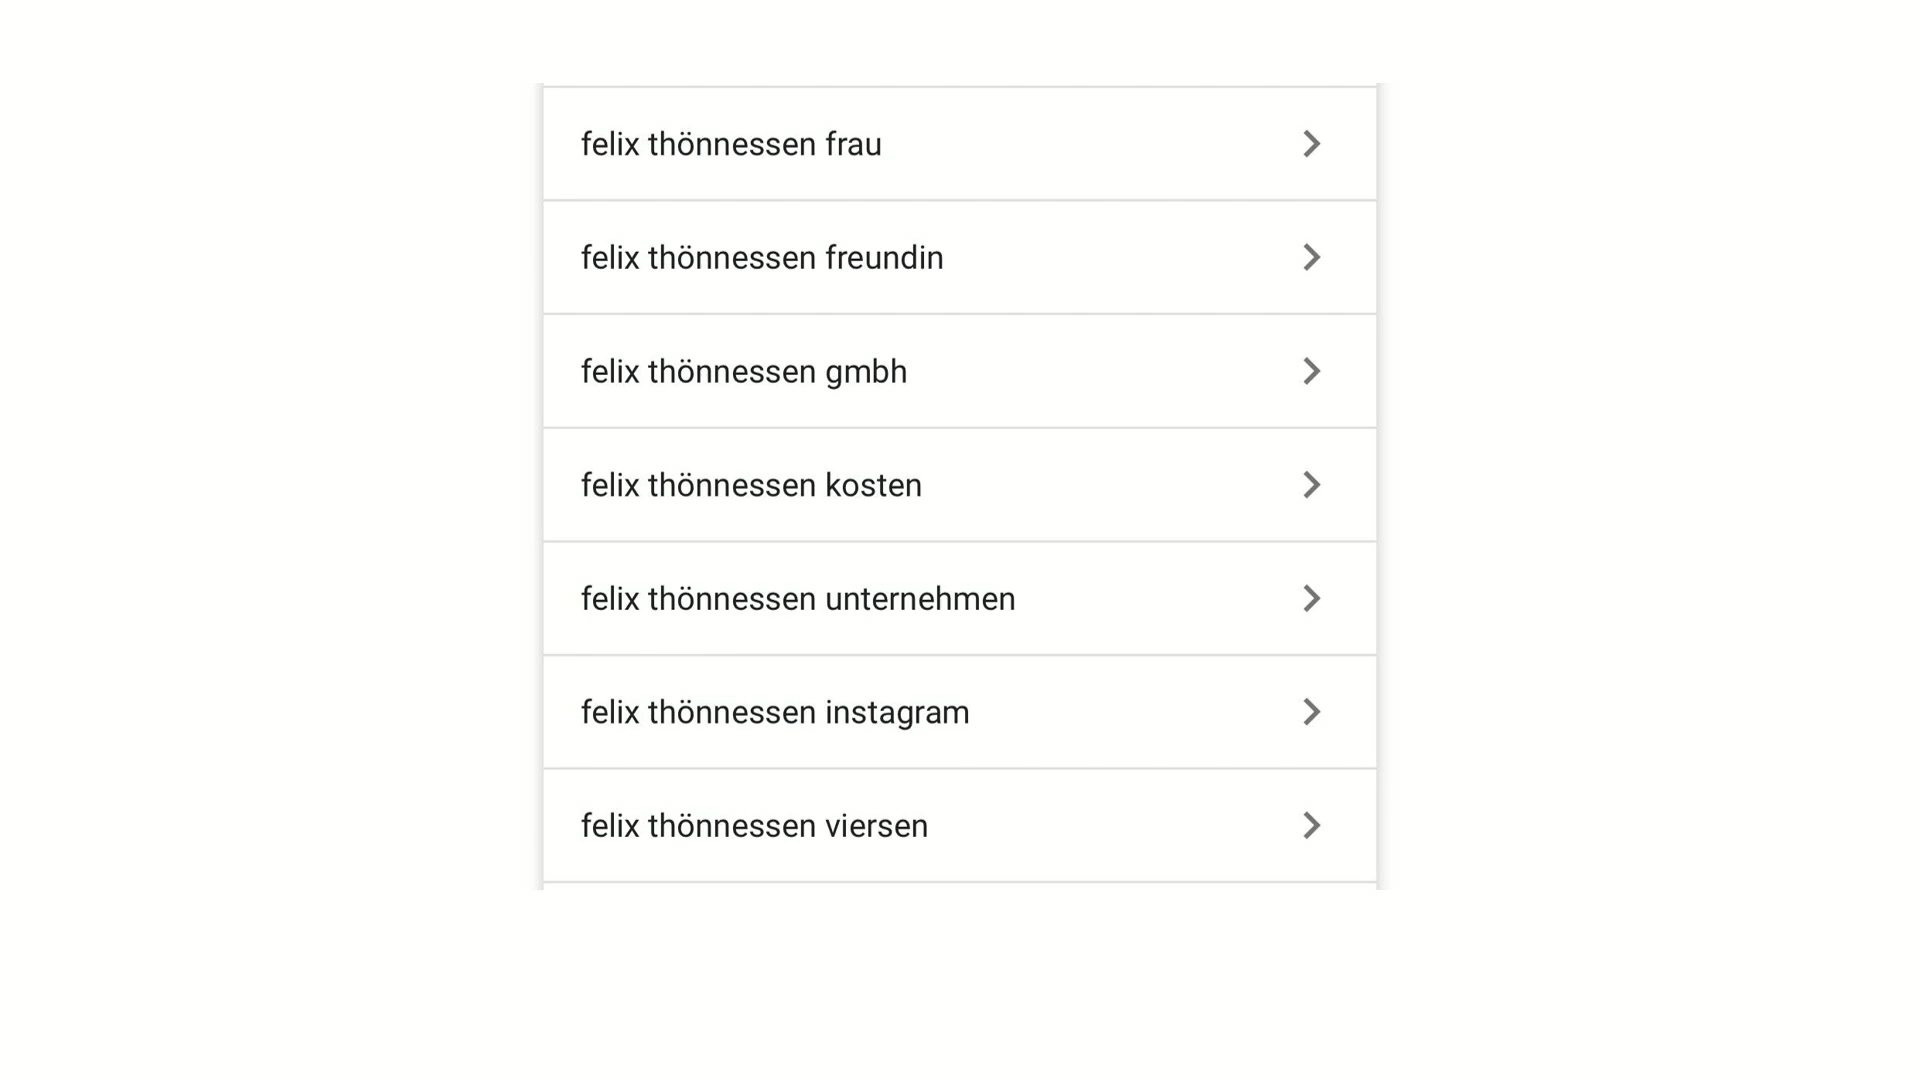 felix thönnessen frau
felix thönnessen freundin
felix thönnessen gmbh
felix thönnessen kosten
felix thönnessen unternehmen
felix thönnessen instagram
felix thönnessen viersen